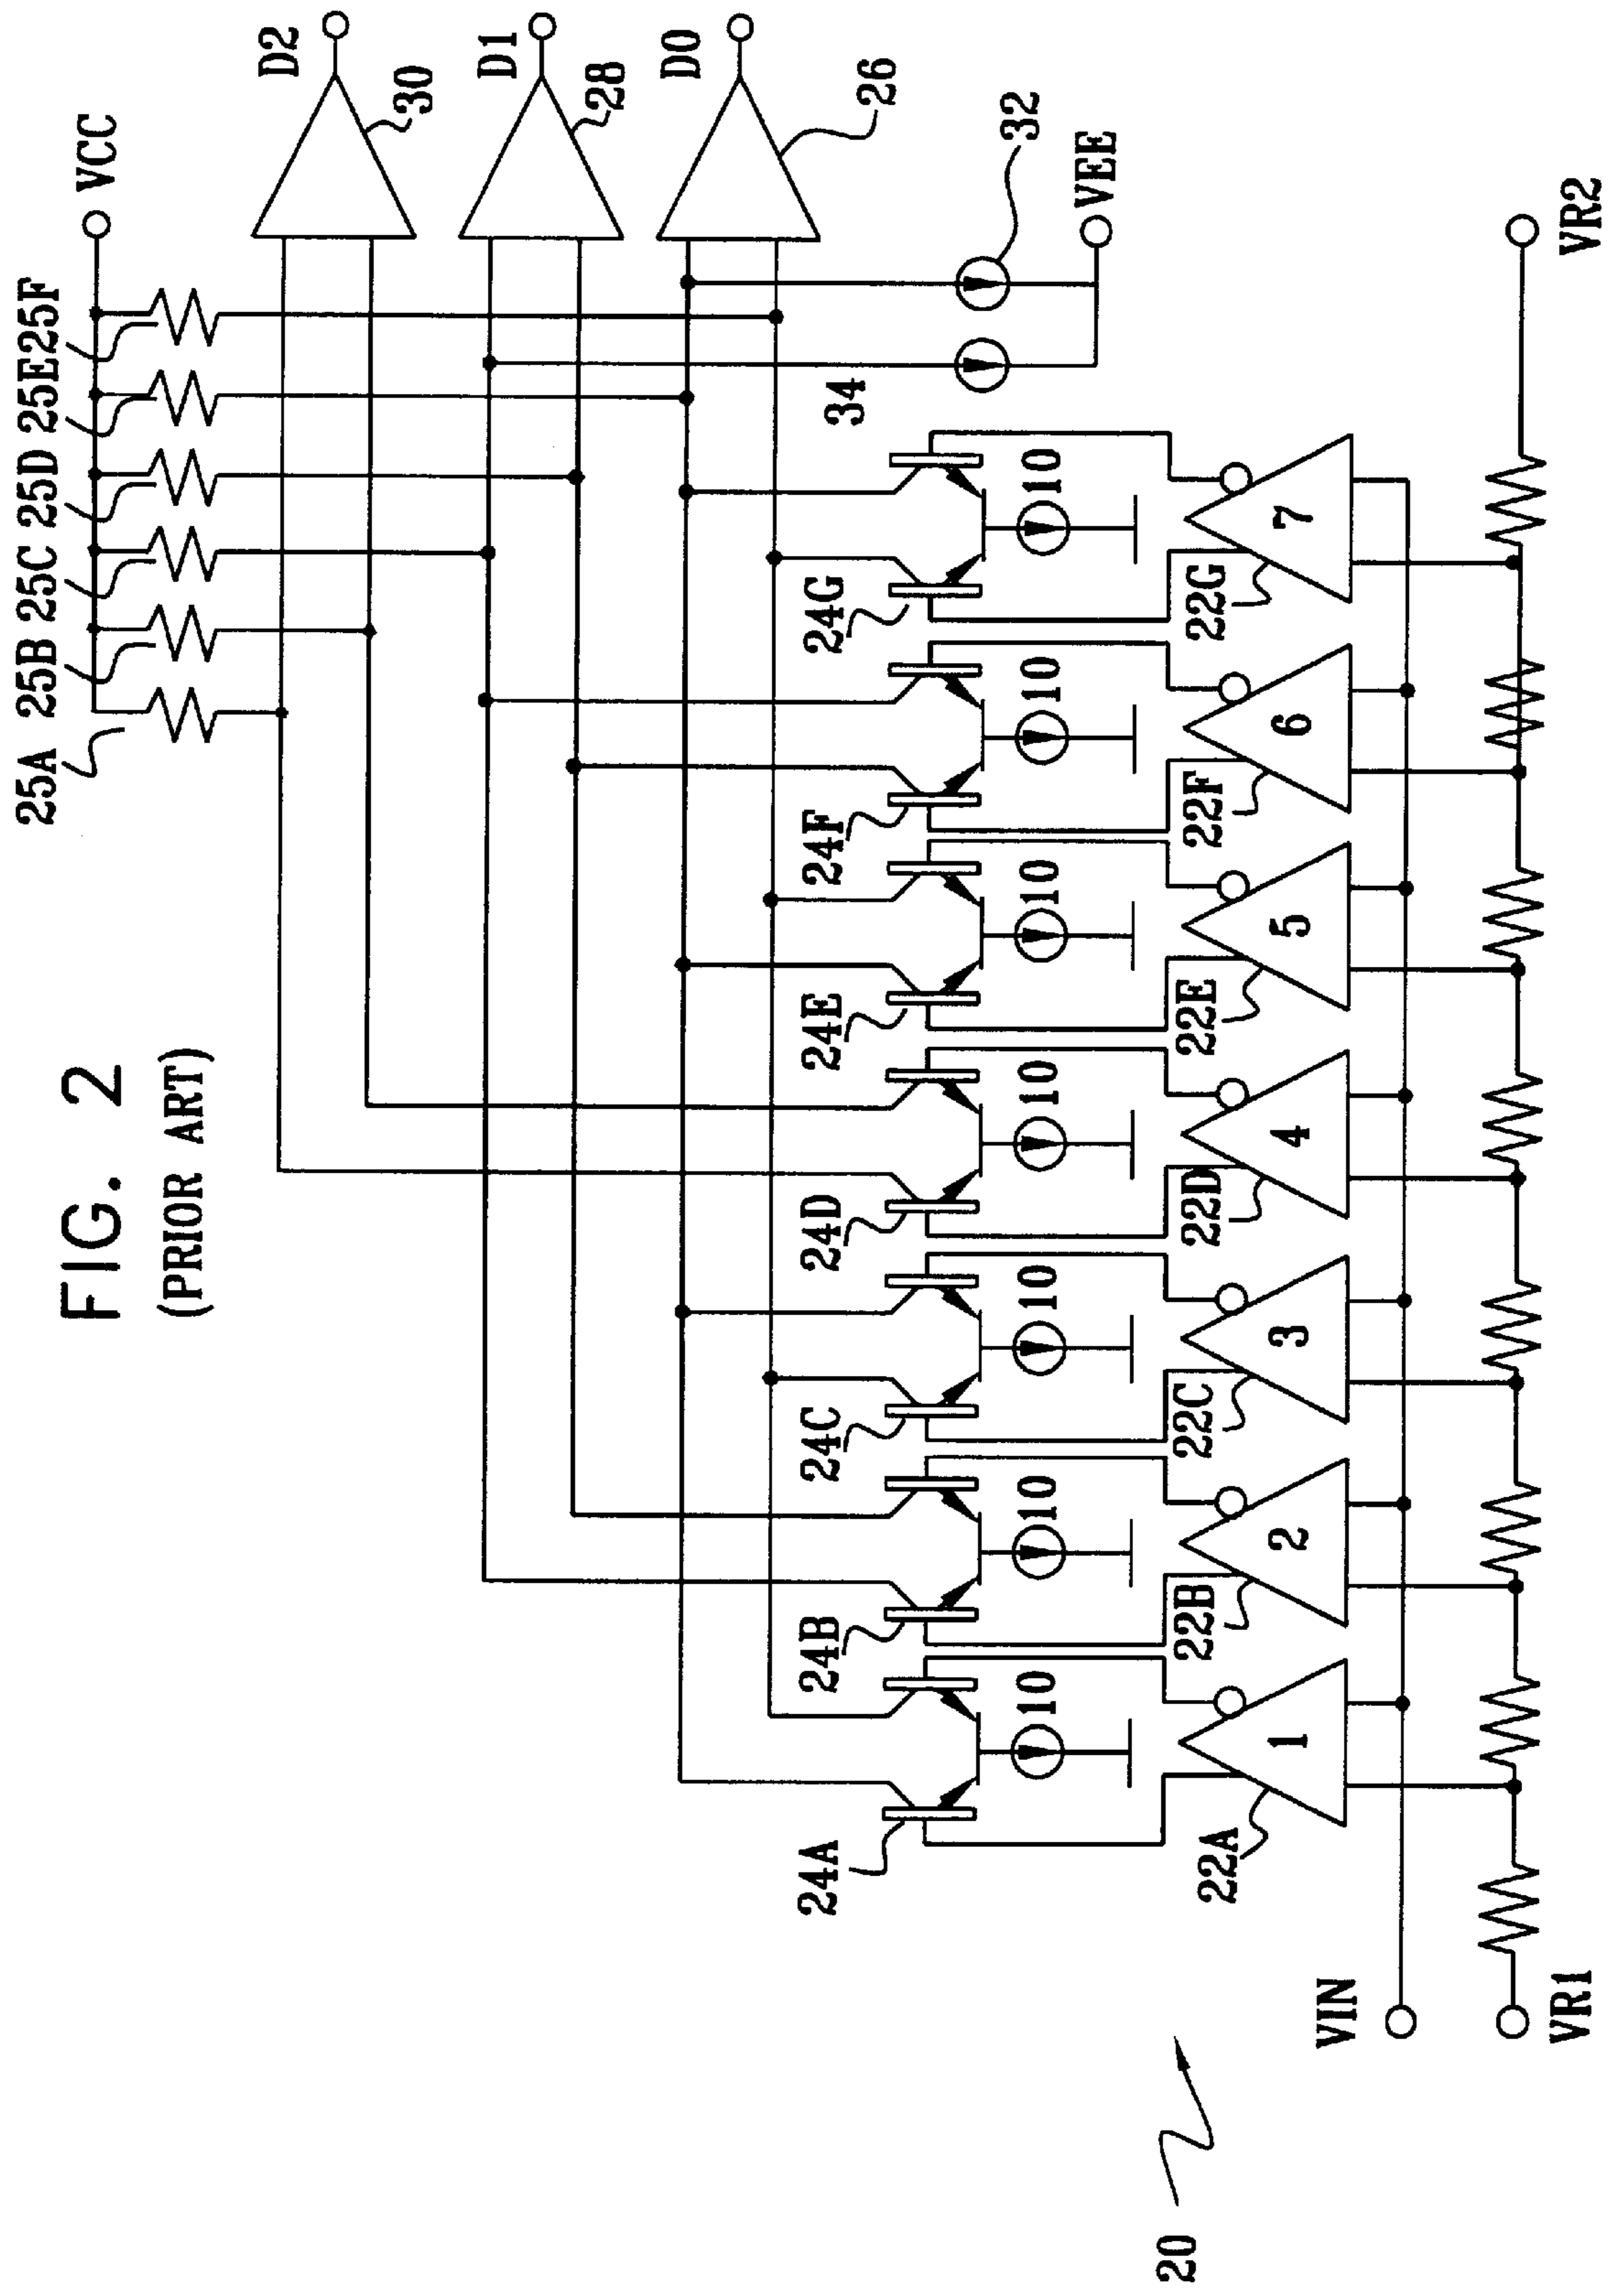 FIG. 2
(PRIOR ART)
VCC
25A 25B 25C 25D 25E 25F
D2
30
D1
28
D0
26
32
34
VEE
24A
24B
24C
24D
24E
24F
24G
10
10
10
10
10
10
10
1
2
3
4
5
6
7
22A
22B
22C
22D
22E
22F
22G
VIN
VR1
VR2
20